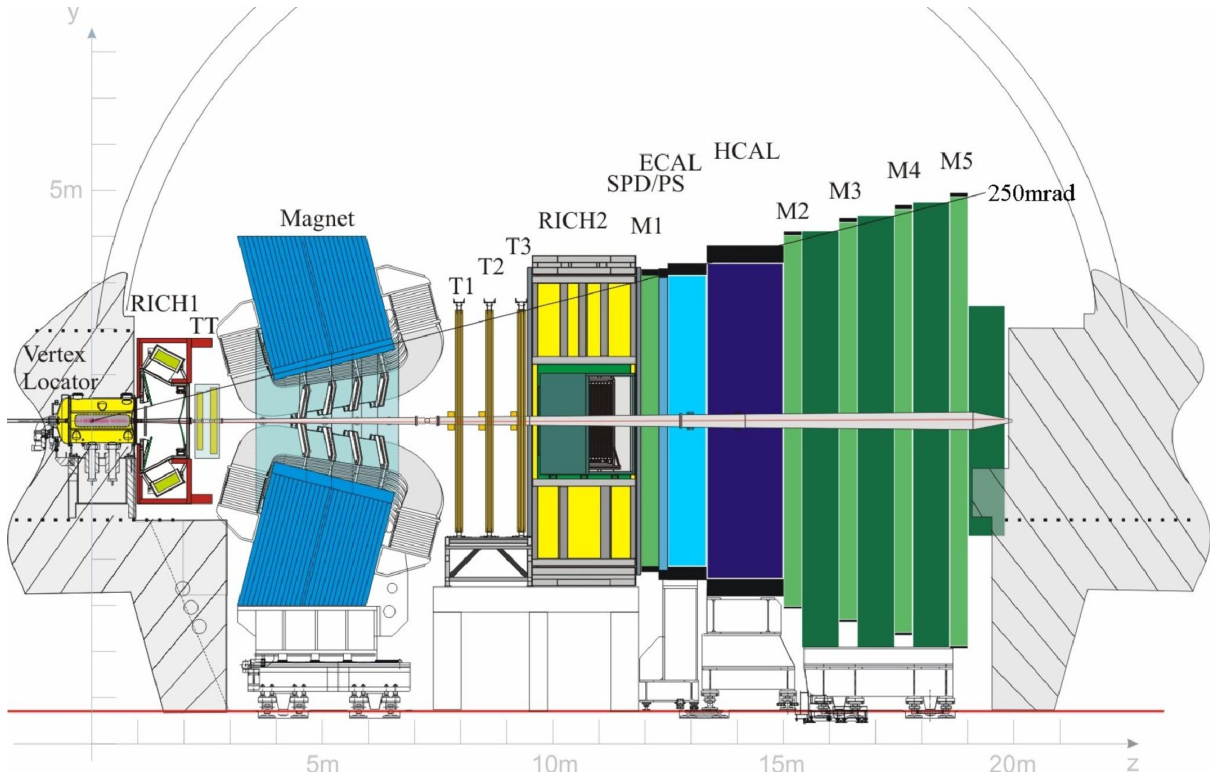 y
5m
Vertex
Locator
RICH1
TT
Magnet
T1
T2
T3
RICH2
M1
SPD/PS
ECAL
HCAL
M2
M3
M4
M5
250mrad
5m
10m
15m
20m
z